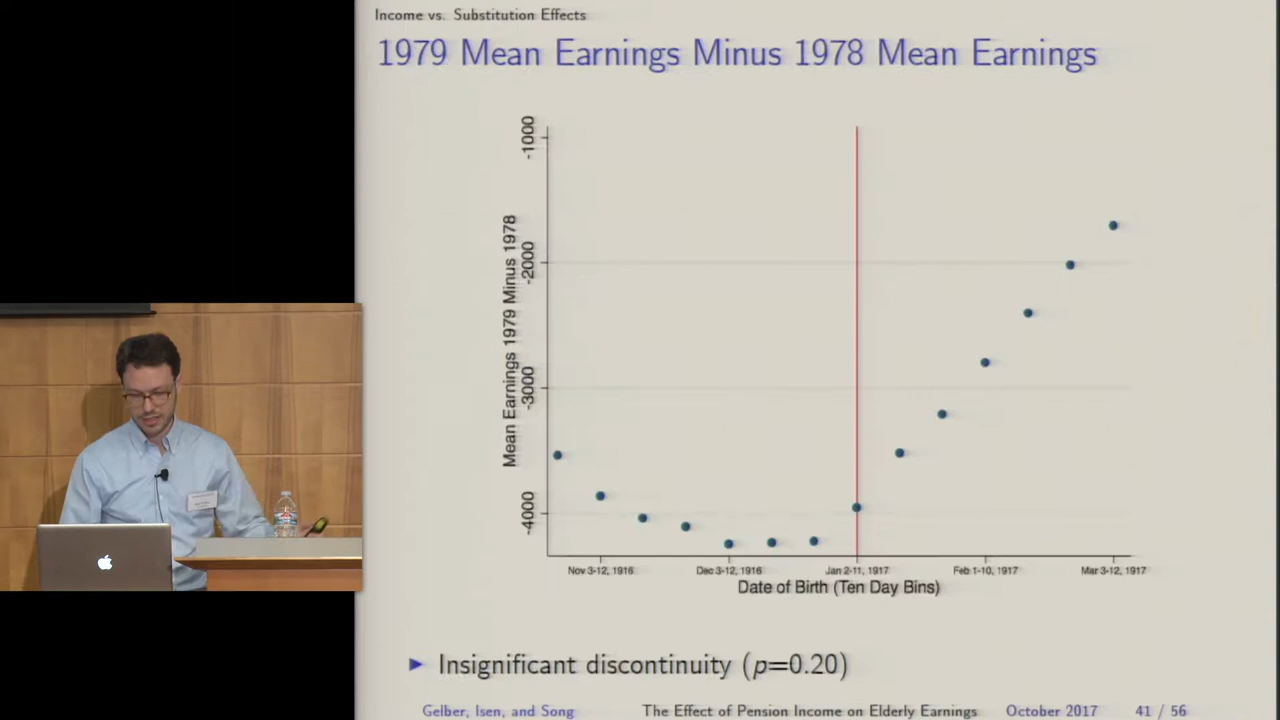 Income vs. Substitution Effects
1979 Mean Earnings Minus 1978 Mean Earnings
Mean Earnings 1979 Minus 1978
-1000
-2000
-3000
-4000
Nov 3-12, 1916
Dec 3-12, 1916
Jan 2-11, 1917
Feb 1-10, 1917
Mar 3-12, 1917
Date of Birth (Ten Day Bins)
► Insignificant discontinuity (p=0.20)
Gelber, Isen, and Song The Effect of Pension Income on Elderly Earnings October 2017 41 / 56